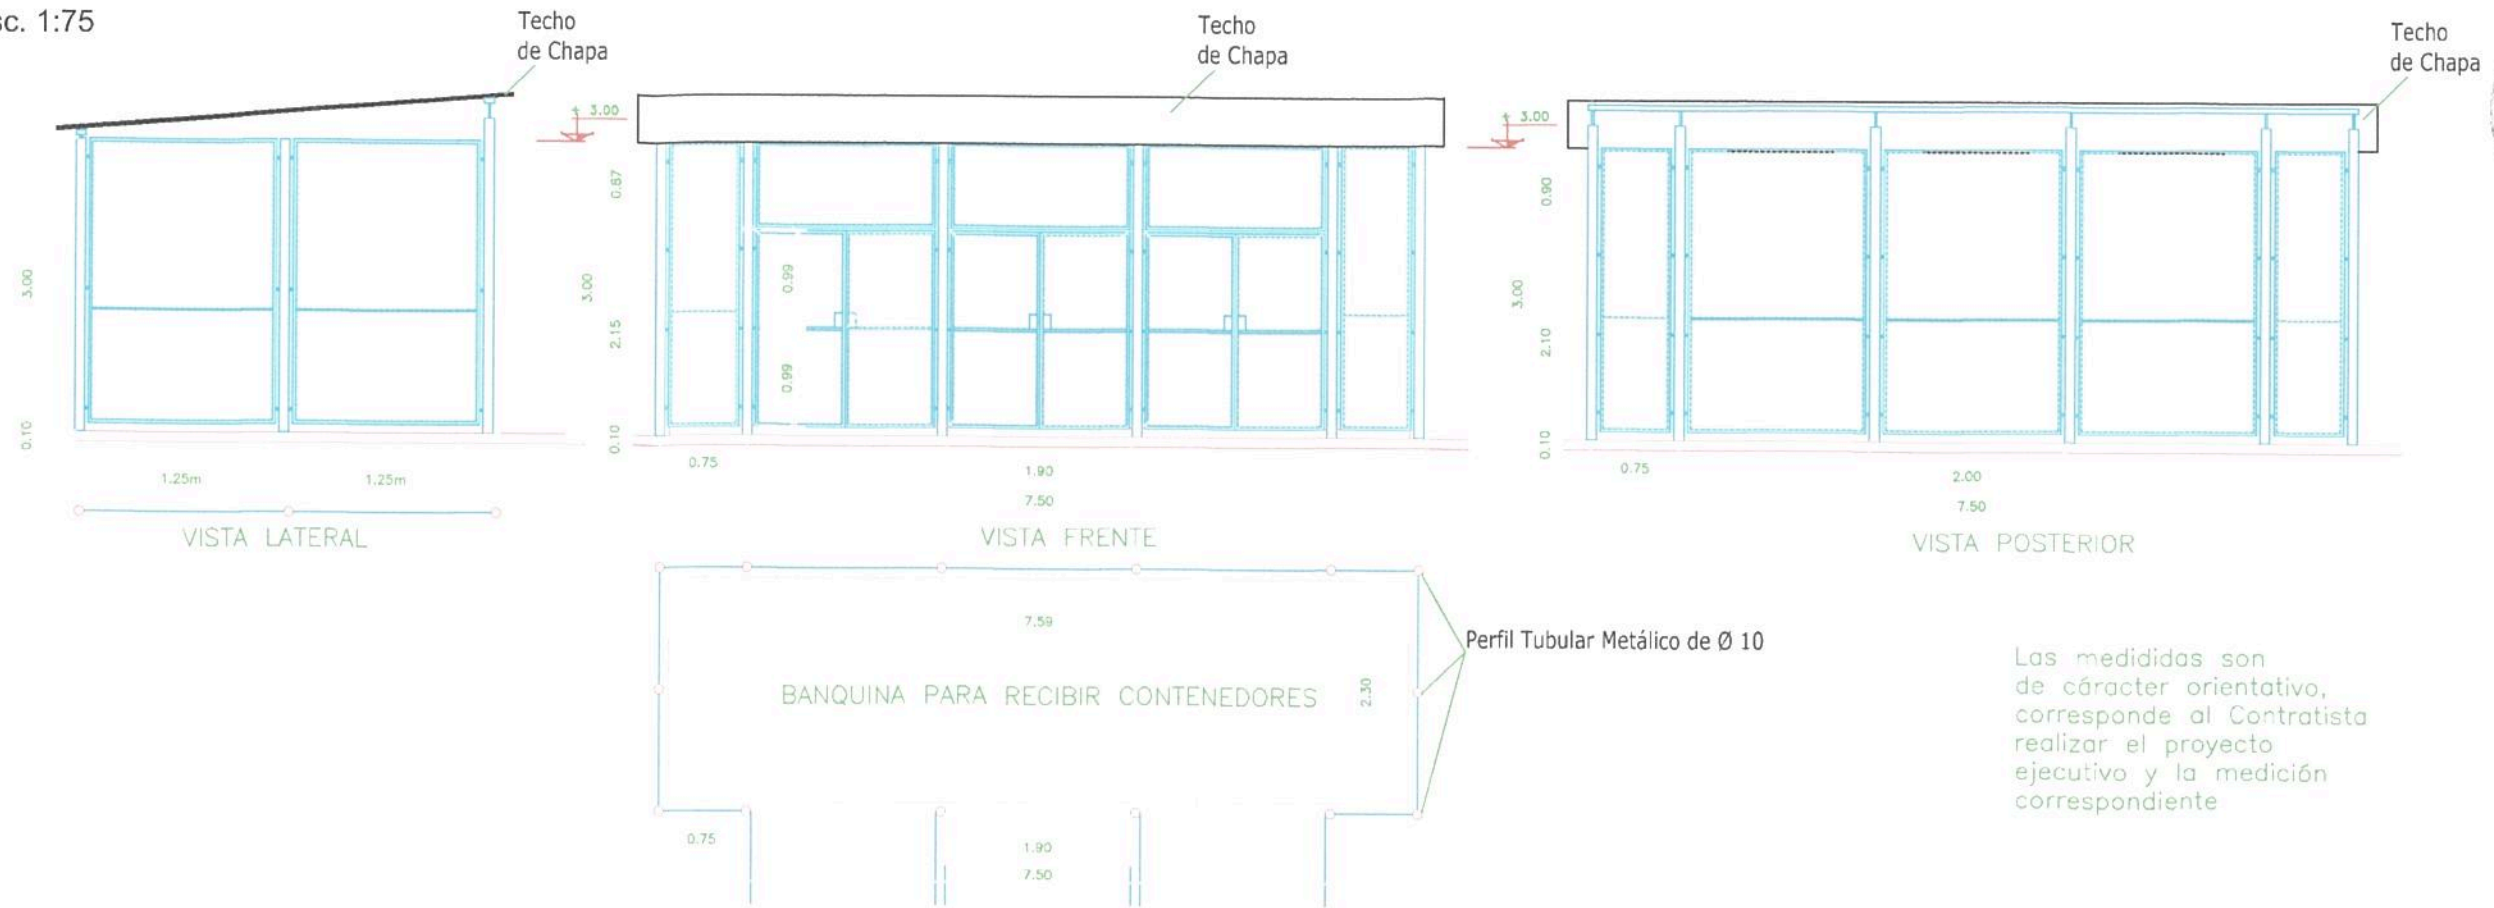 sc. 1:75
Techo
de Chapa
3.00
0.10
1.25m
1.25m
VISTA LATERAL
Techo
de Chapa
+ 3.00
0.87
3.00
2.15
0.10
0.99
0.99
0.75
1.90
7.50
VISTA FRENTE
Techo
de Chapa
+ 3.00
0.90
3.00
2.10
0.10
0.75
2.00
7.50
VISTA POSTERIOR
7.59
BANQUINA PARA RECIBIR CONTENEDORES
2.30
Perfil Tubular Metálico de Ø 10
0.75
1.90
7.50
Las medididas son
de cáracter orientativo,
corresponde al Contratista
realizar el proyecto
ejecutivo y la medición
correspondiente